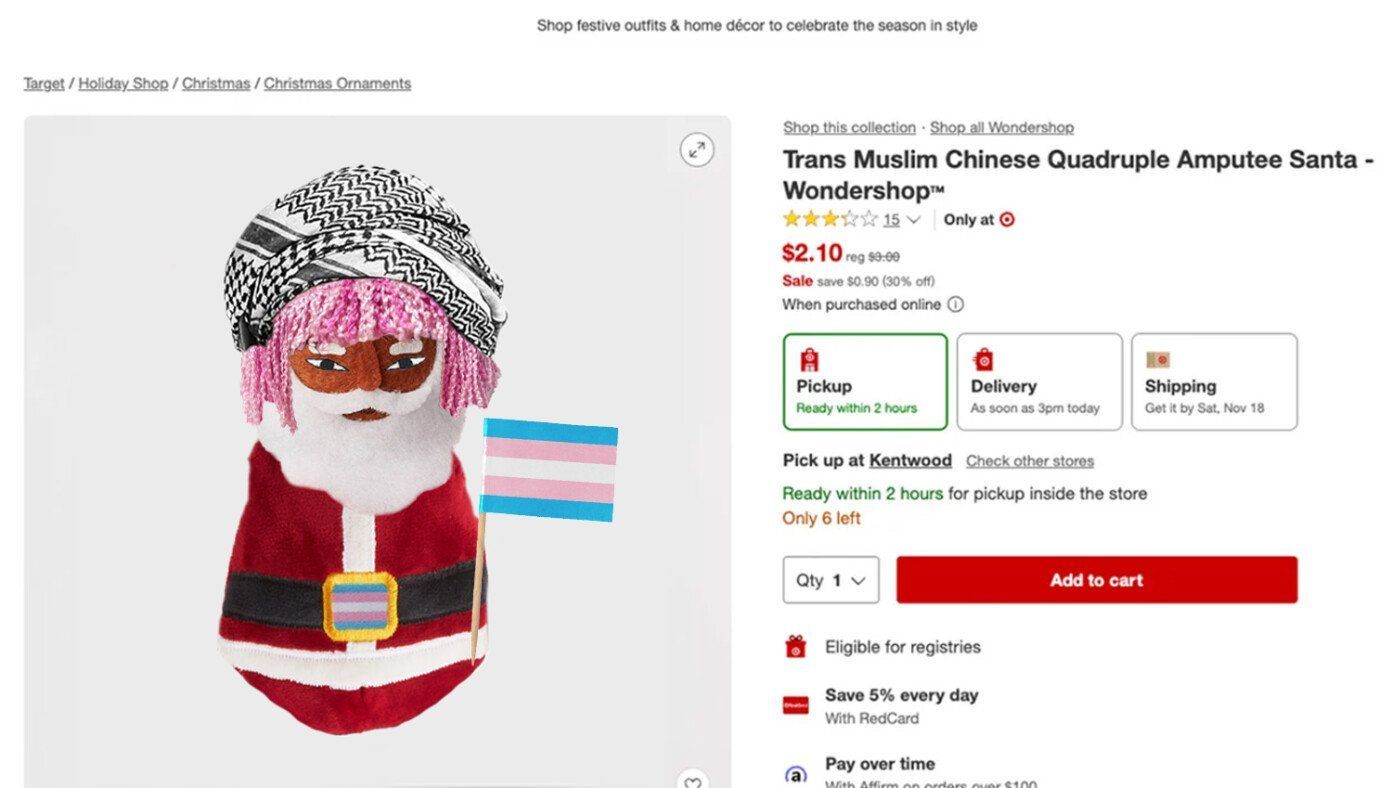 Shop festive outfits & home décor to celebrate the season in style
Target / Holiday Shop / Christmas / Christmas Ornaments
Shop this collection · Shop all Wondershop
Trans Muslim Chinese Quadruple Amputee Santa -
Wondershop™
15
Only at
$2.10 reg $3.00
Sale save $0.90 (30% off)
When purchased online
Pickup
Ready within 2 hours
Delivery
As soon as 3pm today
Shipping
Get it by Sat, Nov 18
Pick up at Kentwood Check other stores
Ready within 2 hours for pickup inside the store
Only 6 left
Qty 1
Add to cart
Eligible for registries
Save 5% every day
With RedCard
Pay over time
With Affirm on orders over $100